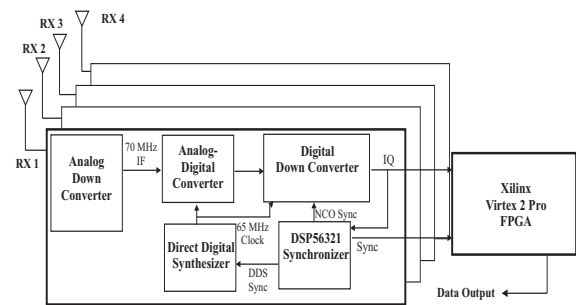 RX 4
RX 3
RX 2
RX 1
Analog
Down
Converter
70 MHz
IF
Analog-
Digital
Converter
Digital
Down Converter
IQ
Xilinx
Virtex 2 Pro
FPGA
65 MHz
Clock
NCO Sync
Direct Digital
Synthesizer
DDS
Sync
DSP56321
Synchronizer
Sync
Data Output